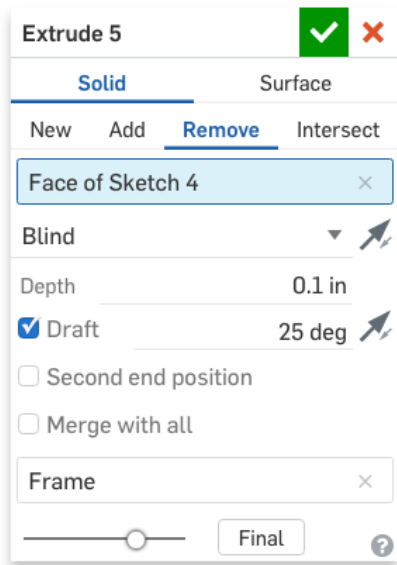 Extrude 5
Solid Surface
New Add Remove Intersect
Face of Sketch 4
Blind
Depth 0.1 in
Draft 25 deg
Second end position
Merge with all
Frame
Final
?